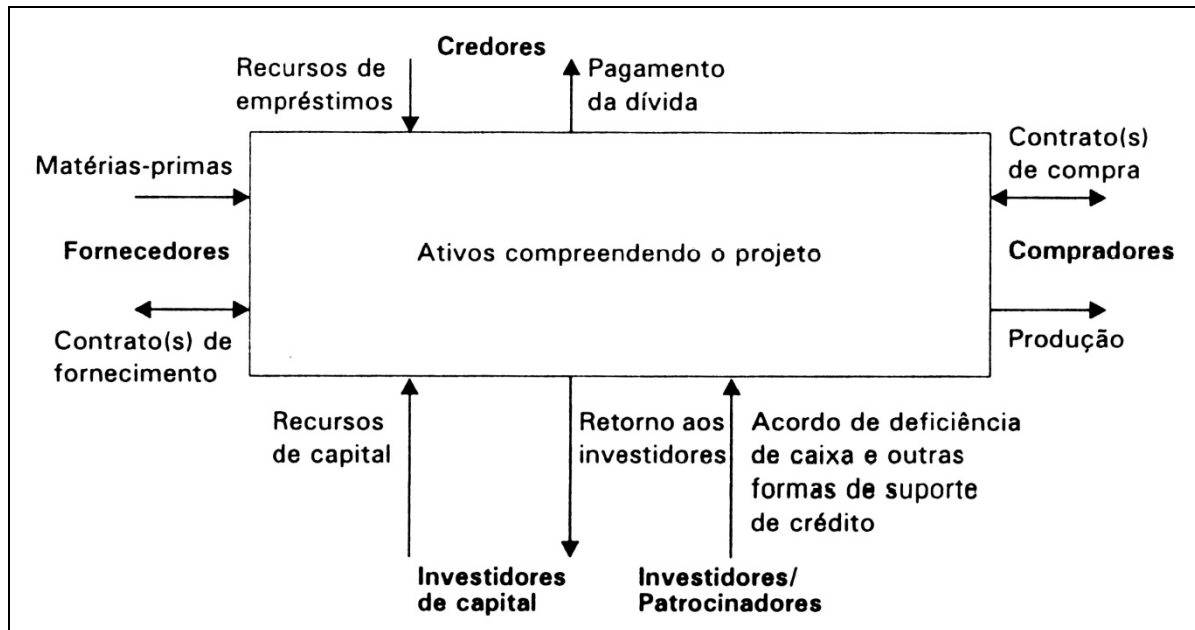 Credores
Recursos de
empréstimos
Pagamento
da dívida
Matérias-primas
Contrato(s)
de compra
Fornecedores
Ativos compreendendo o projeto
Compradores
Contrato(s) de
fornecimento
Produção
Recursos
de capital
Retorno aos
investidores
Acordo de deficiência
de caixa e outras
formas de suporte
de crédito
Investidores
de capital
Investidores/
Patrocinadores